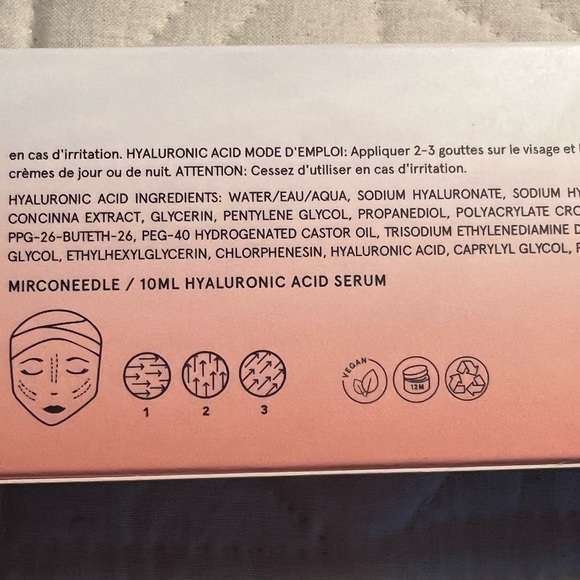 en cas d'irritation. HYALURONIC ACID MODE D'EMPLOI: Appliquer 2-3 gouttes sur le visage et
crèmes de jour ou de nuit. ATTENTION: Cessez d'utiliser en cas d'irritation.
HYALURONIC ACID INGREDIENTS: WATER/EAU/AQUA, SODIUM HYALURONATE, SODIUM HY
CONCINNA EXTRACT, GLYCERIN, PENTYLENE GLYCOL, PROPANEDIOL, POLYACRYLATE CRO
PPG-26-BUTETH-26, PEG-40 HYDROGENATED CASTOR OIL, TRISODIUM ETHYLENEDIAMINE D
GLYCOL, ETHYLHEXYLGLYCERIN, CHLORPHENESIN, HYALURONIC ACID, CAPRYLYL GLYCOL,
MIRCONEEDLE / 10ML HYALURONIC ACID SERUM
VEGAN
12M
1 2 3